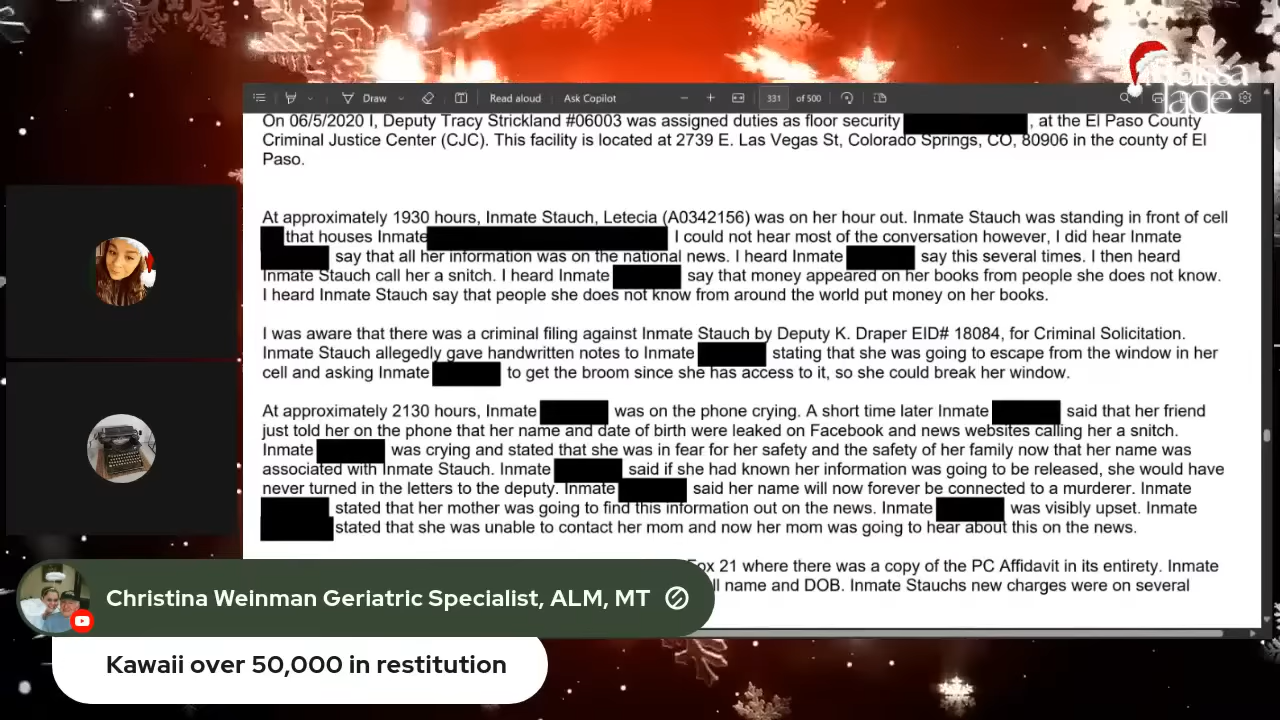 Melissa
Jade
Draw
Read aloud
Ask Copilot
331 of 500
On 06/5/2020 I, Deputy Tracy Strickland #06003 was assigned duties as floor security , at the El Paso County
Criminal Justice Center (CJC). This facility is located at 2739 E. Las Vegas St, Colorado Springs, CO, 80906 in the county of El
Paso.
At approximately 1930 hours, Inmate Stauch, Letecia (A0342156) was on her hour out. Inmate Stauch was standing in front of cell
that houses Inmate I could not hear most of the conversation however, I did hear Inmate
say that all her information was on the national news. I heard Inmate say this several times. I then heard
Inmate Stauch call her a snitch. I heard Inmate say that money appeared on her books from people she does not know.
I heard Inmate Stauch say that people she does not know from around the world put money on her books.
I was aware that there was a criminal filing against Inmate Stauch by Deputy K. Draper EID# 18084, for Criminal Solicitation.
Inmate Stauch allegedly gave handwritten notes to Inmate stating that she was going to escape from the window in her
cell and asking Inmate to get the broom since she has access to it, so she could break her window.
At approximately 2130 hours, Inmate was on the phone crying. A short time later Inmate said that her friend
just told her on the phone that her name and date of birth were leaked on Facebook and news websites calling her a snitch.
Inmate was crying and stated that she was in fear for her safety and the safety of her family now that her name was
associated with Inmate Stauch. Inmate said if she had known her information was going to be released, she would have
never turned in the letters to the deputy. Inmate said her name will now forever be connected to a murderer. Inmate
stated that her mother was going to find this information out on the news. Inmate was visibly upset. Inmate
stated that she was unable to contact her mom and now her mom was going to hear about this on the news.
Fox 21 where there was a copy of the PC Affidavit in its entirety. Inmate
name and DOB. Inmate Stauchs new charges were on several
Christina Weinman Geriatric Specialist, ALM, MT
Kawaii over 50,000 in restitution